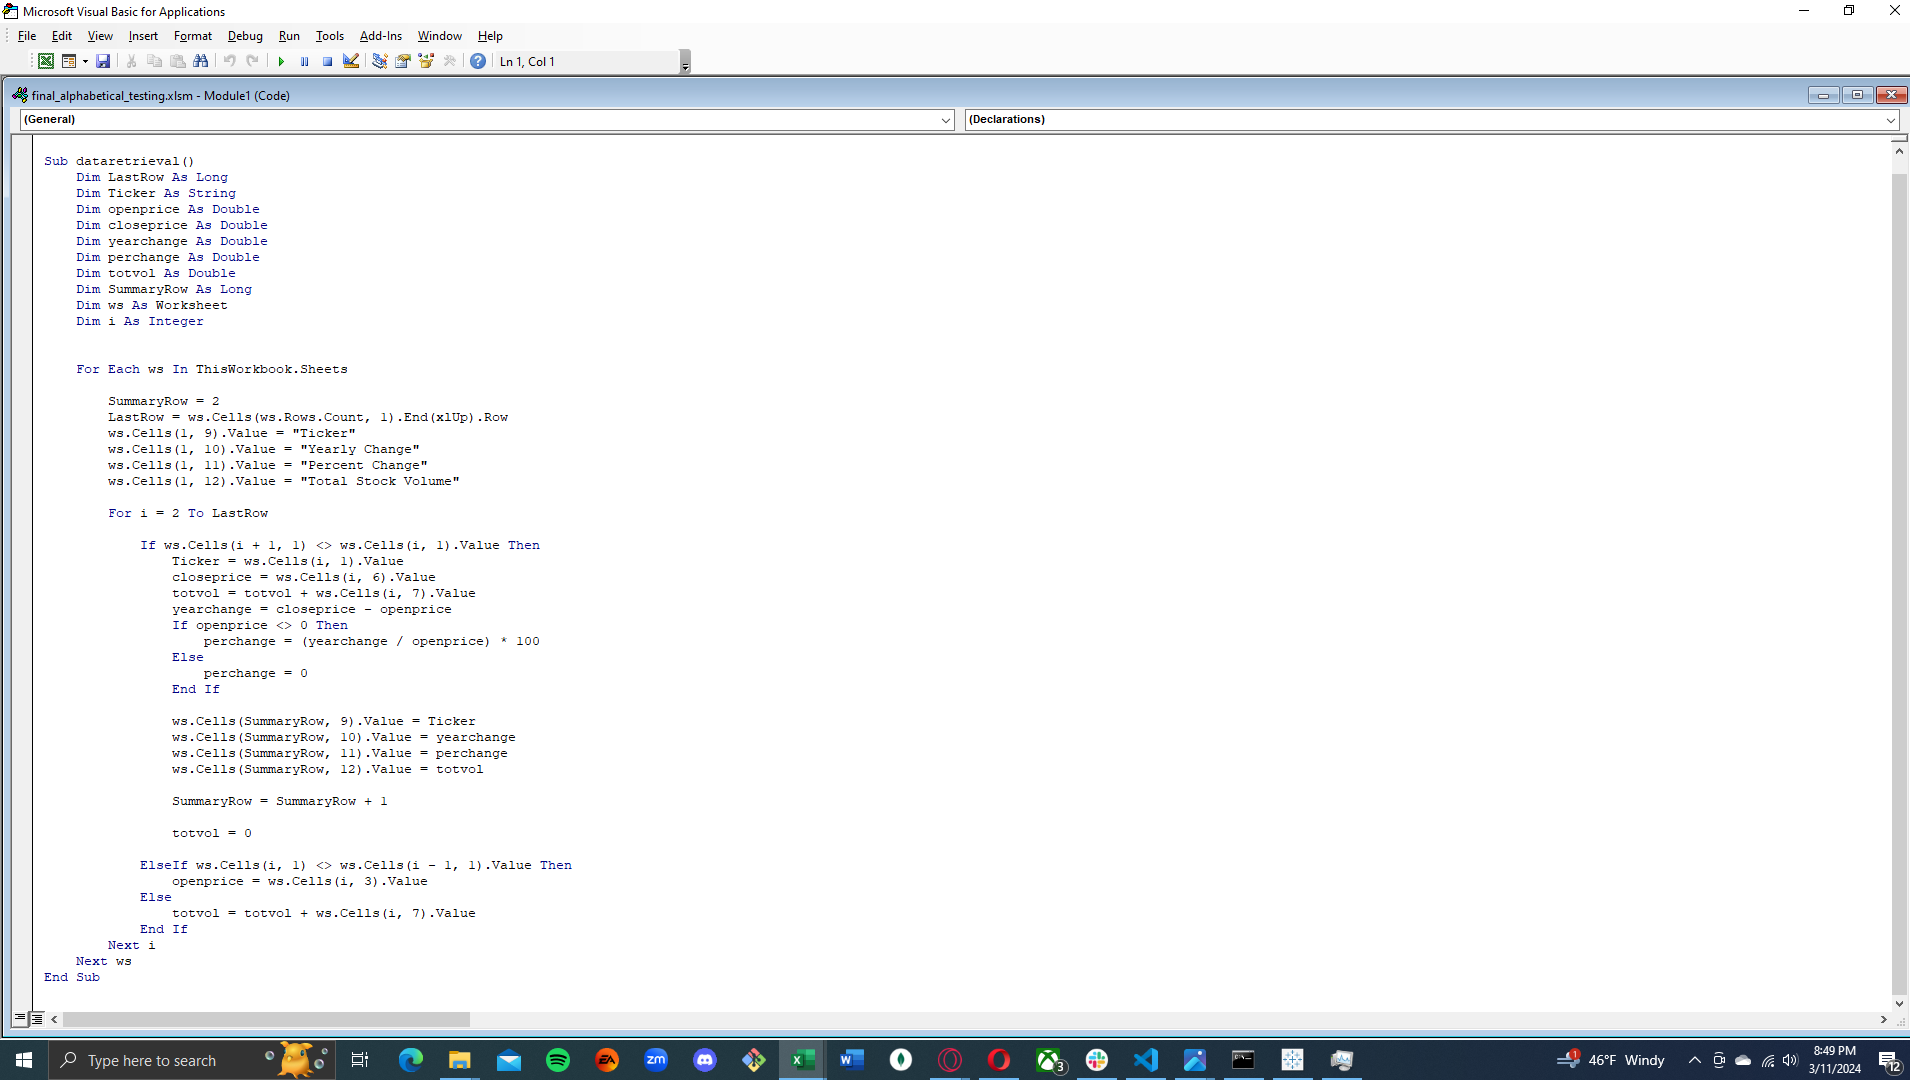 Microsoft Visual Basic for Applications
File Edit View Insert Format Debug Run Tools Add-Ins Window Help
Ln 1, Col 1
final_alphabetical_testing.xlsm - Module1 (Code)
(General) (Declarations)
Sub dataretrieval()
    Dim LastRow As Long
    Dim Ticker As String
    Dim openprice As Double
    Dim closeprice As Double
    Dim yearchange As Double
    Dim perchange As Double
    Dim totvol As Double
    Dim SummaryRow As Long
    Dim ws As Worksheet
    Dim i As Integer
    For Each ws In ThisWorkbook.Sheets
        SummaryRow = 2
        LastRow = ws.Cells(ws.Rows.Count, 1).End(xlUp).Row
        ws.Cells(1, 9).Value = "Ticker"
        ws.Cells(1, 10).Value = "Yearly Change"
        ws.Cells(1, 11).Value = "Percent Change"
        ws.Cells(1, 12).Value = "Total Stock Volume"
        For i = 2 To LastRow
            If ws.Cells(i + 1, 1) <> ws.Cells(i, 1).Value Then
                Ticker = ws.Cells(i, 1).Value
                closeprice = ws.Cells(i, 6).Value
                totvol = totvol + ws.Cells(i, 7).Value
                yearchange = closeprice - openprice
                If openprice <> 0 Then
                    perchange = (yearchange / openprice) * 100
                Else
                    perchange = 0
                End If
                ws.Cells(SummaryRow, 9).Value = Ticker
                ws.Cells(SummaryRow, 10).Value = yearchange
                ws.Cells(SummaryRow, 11).Value = perchange
                ws.Cells(SummaryRow, 12).Value = totvol
                SummaryRow = SummaryRow + 1
                totvol = 0
            ElseIf ws.Cells(i, 1) <> ws.Cells(i - 1, 1).Value Then
                openprice = ws.Cells(i, 3).Value
            Else
                totvol = totvol + ws.Cells(i, 7).Value
            End If
        Next i
    Next ws
End Sub
Type here to search
EA
zm
3
1
46°F Windy
8:49 PM
3/11/2024
12